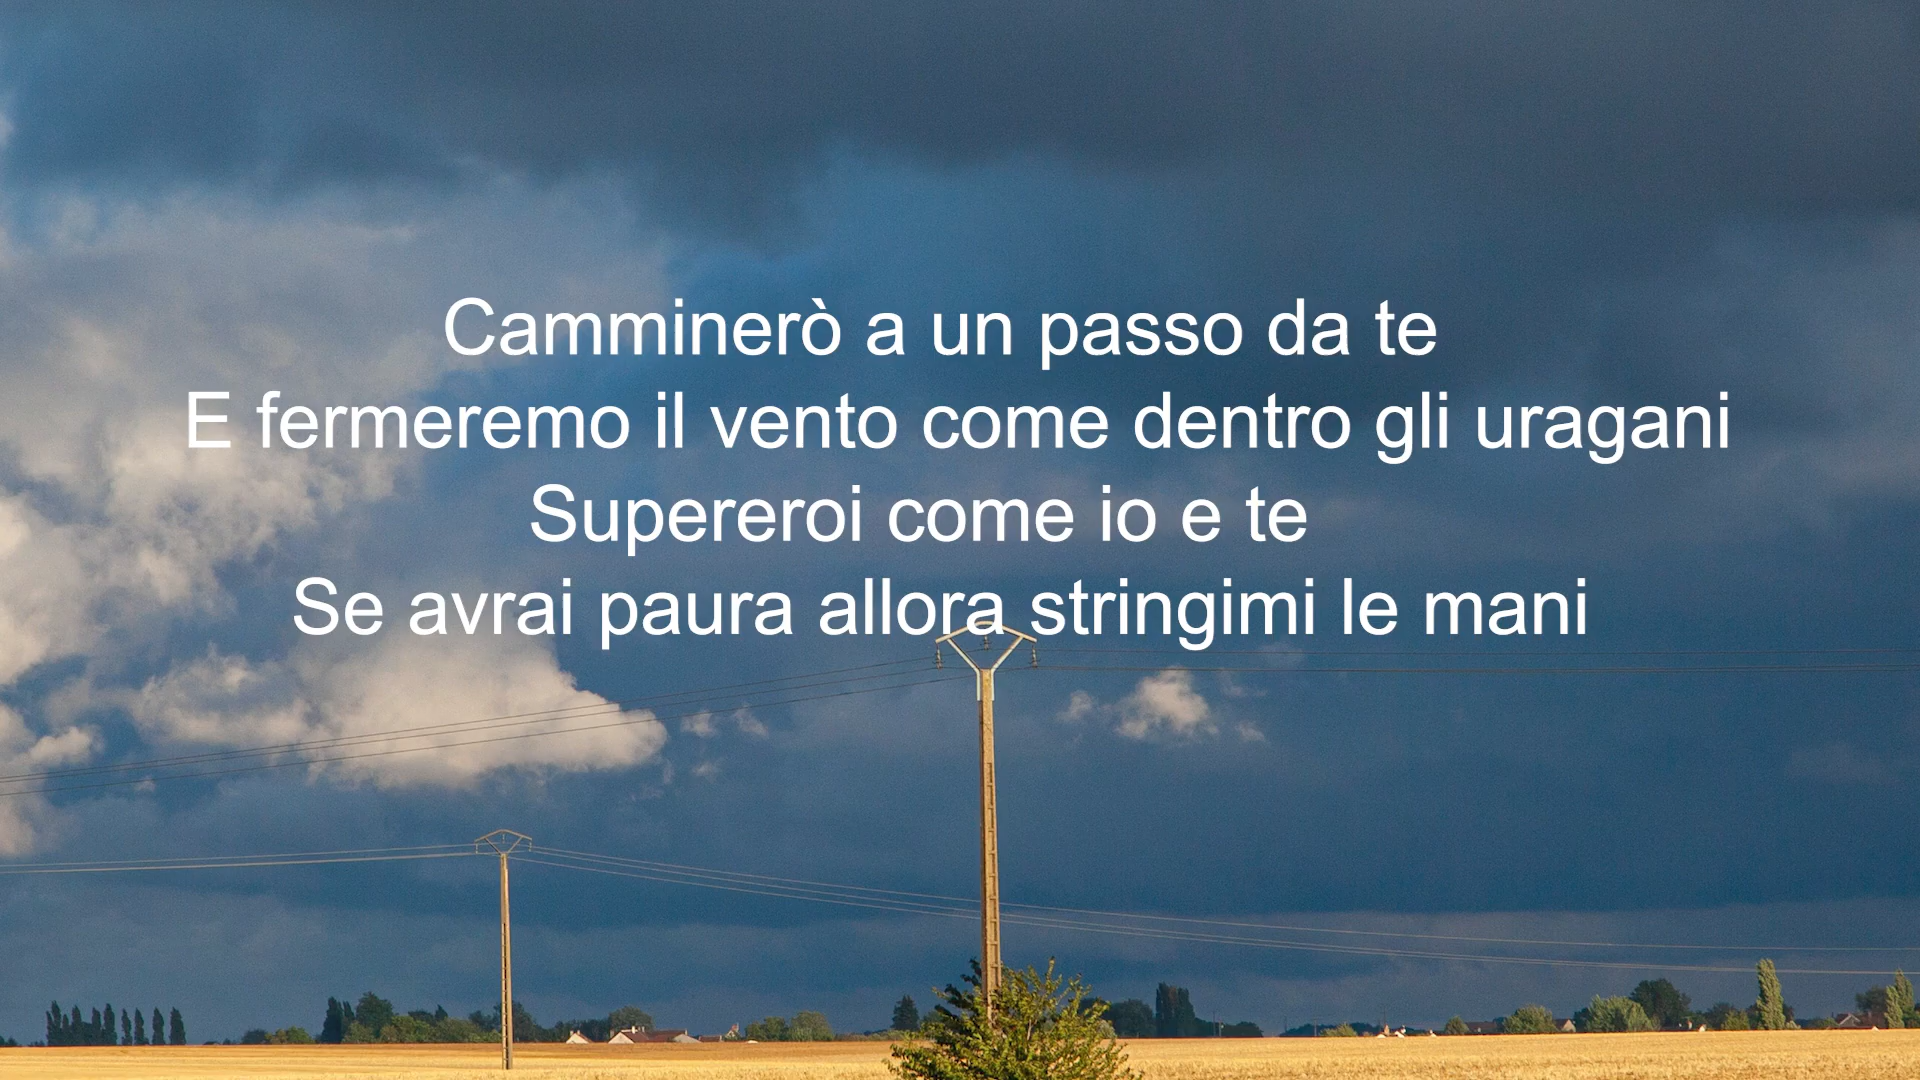 Camminerò a un passo da te
E fermeremo il vento come dentro gli uragani
Supereroi come io e te
Se avrai paura allora stringimi le mani